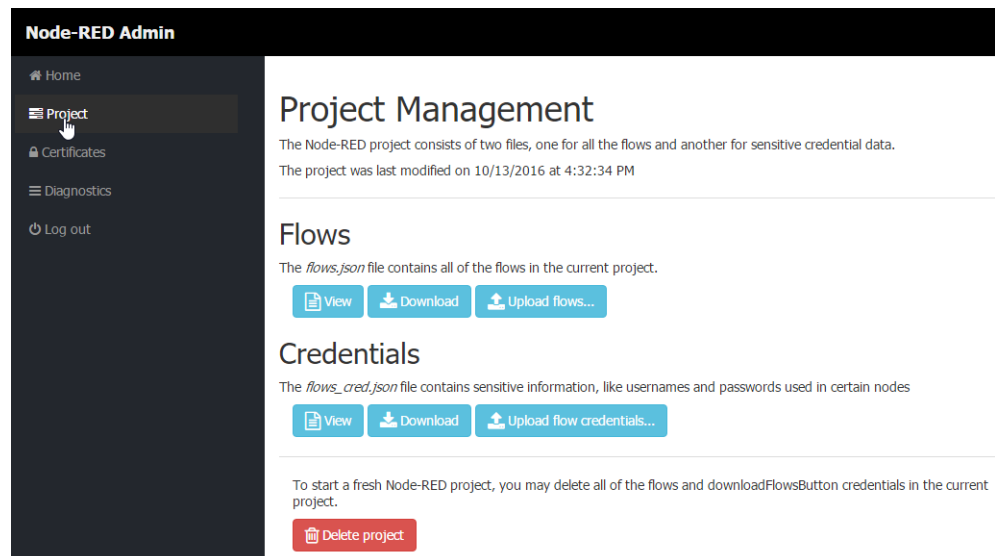 Node-RED Admin
Home
Project
Certificates
Diagnostics
Log out
Project Management
The Node-RED project consists of two files, one for all the flows and another for sensitive credential data.
The project was last modified on 10/13/2016 at 4:32:34 PM
Flows
The flows.json file contains all of the flows in the current project.
View Download Upload flows...
Credentials
The flows_cred.json file contains sensitive information, like usernames and passwords used in certain nodes
View Download Upload flow credentials...
To start a fresh Node-RED project, you may delete all of the flows and downloadFlowsButton credentials in the current
project.
Delete project